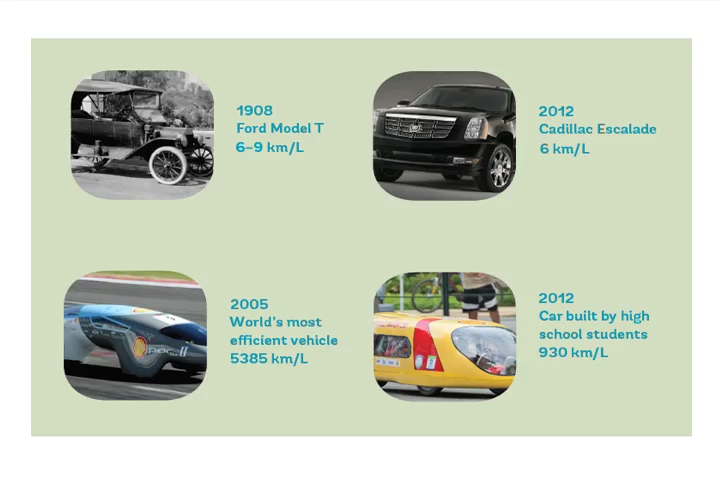 1908
Ford Model T
6–9 km/L
2012
Cadillac Escalade
6 km/L
2005
World's most
efficient vehicle
5385 km/L
2012
Car built by high
school students
930 km/L